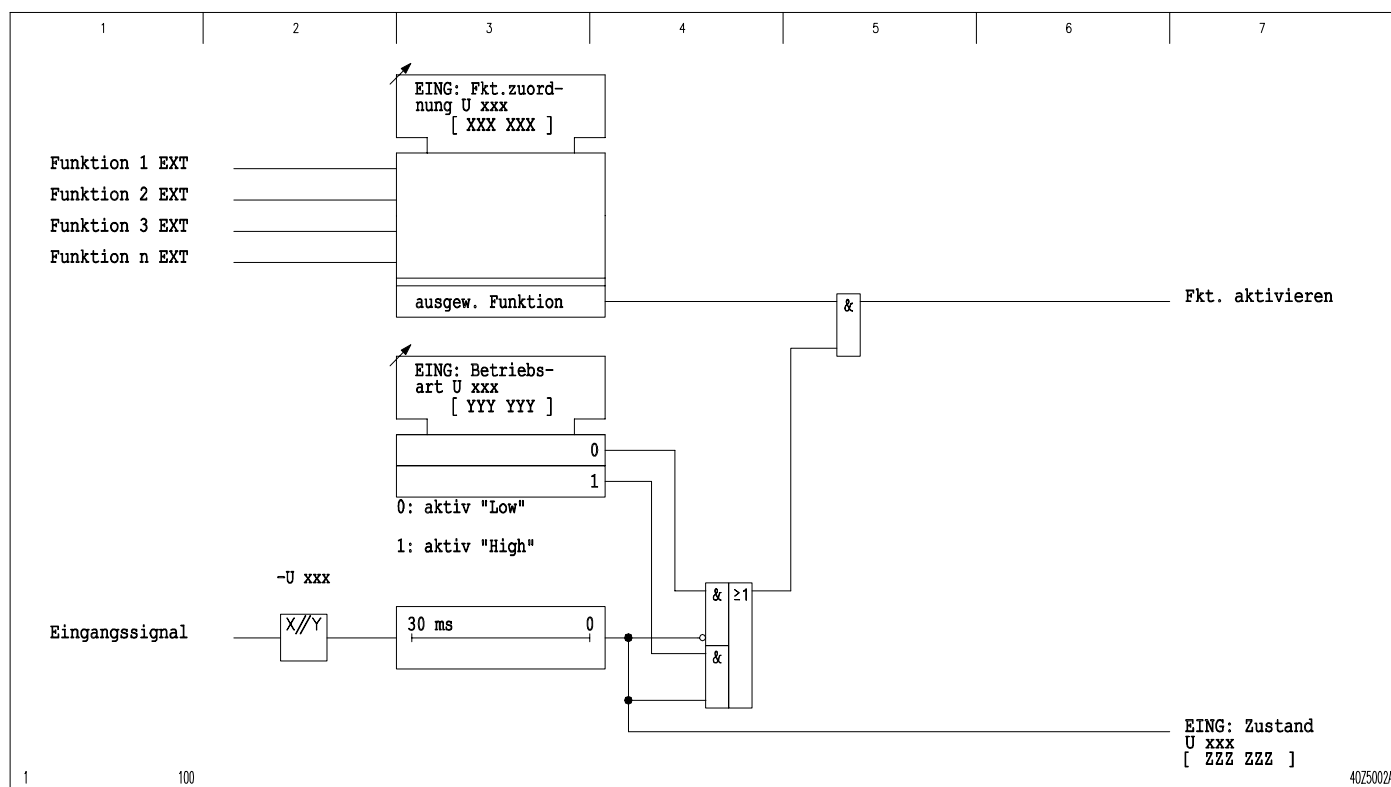 1 2 3 4 5 6 7
EING: Fkt.zuord-
nung U xxx
[ XXX XXX ]
Funktion 1 EXT
Funktion 2 EXT
Funktion 3 EXT
Funktion n EXT
ausgew. Funktion
&
Fkt. aktivieren
EING: Betriebs-
art U xxx
[ YYY YYY ]
0
1
0: aktiv "Low"
1: aktiv "High"
-U xxx
& ≥1
Eingangssignal
X//Y
30 ms 0
&
EING: Zustand
U xxx
[ ZZZ ZZZ ]
1 100 40Z5002A